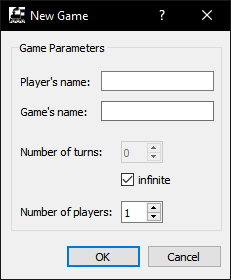 New Game
?
Game Parameters
Player's name:
Game's name:
Number of turns: 0
infinite
Number of players: 1
OK Cancel